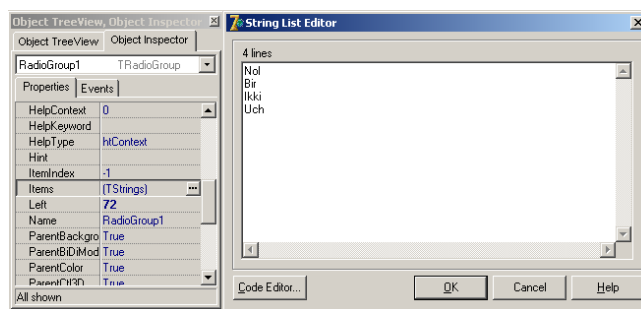 Object TreeView, Object Inspector
Object TreeView Object Inspector
RadioGroup1 TRadioGroup
Properties Events
HelpContext 0
HelpKeyword
HelpType htContext
Hint
ItemIndex -1
Items (TStrings) ...
Left 72
Name RadioGroup1
ParentBackgro True
ParentBiDiMod True
ParentColor True
ParentCtl3D True
All shown
String List Editor
4 lines
Nol
Bir
Ikki
Uch
Code Editor... OK Cancel Help